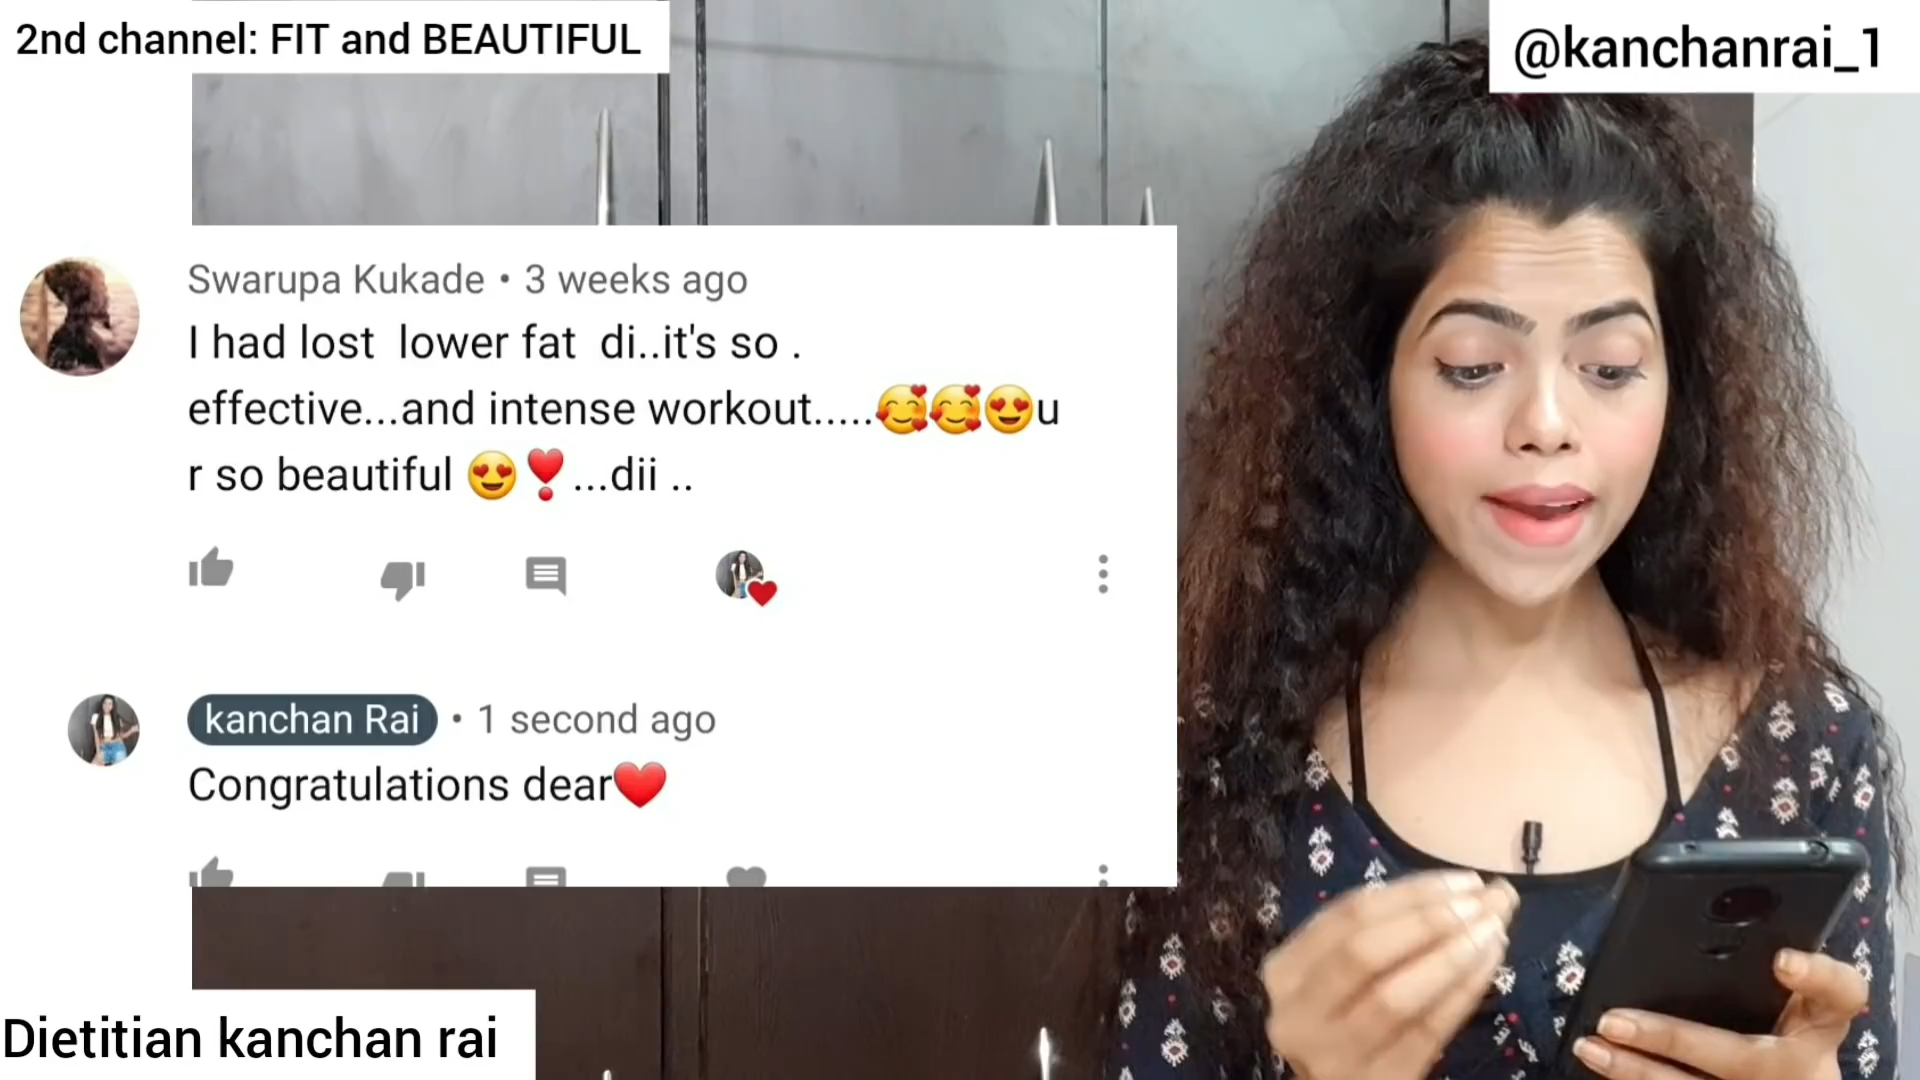 2nd channel: FIT and BEAUTIFUL
@kanchanrai_1
Swarupa Kukade • 3 weeks ago
I had lost lower fat di..it's so .
effective...and intense workout.....🥰🥰😍u
r so beautiful 😍❣️...dii ..
kanchan Rai • 1 second ago
Congratulations dear❤️
Dietitian kanchan rai